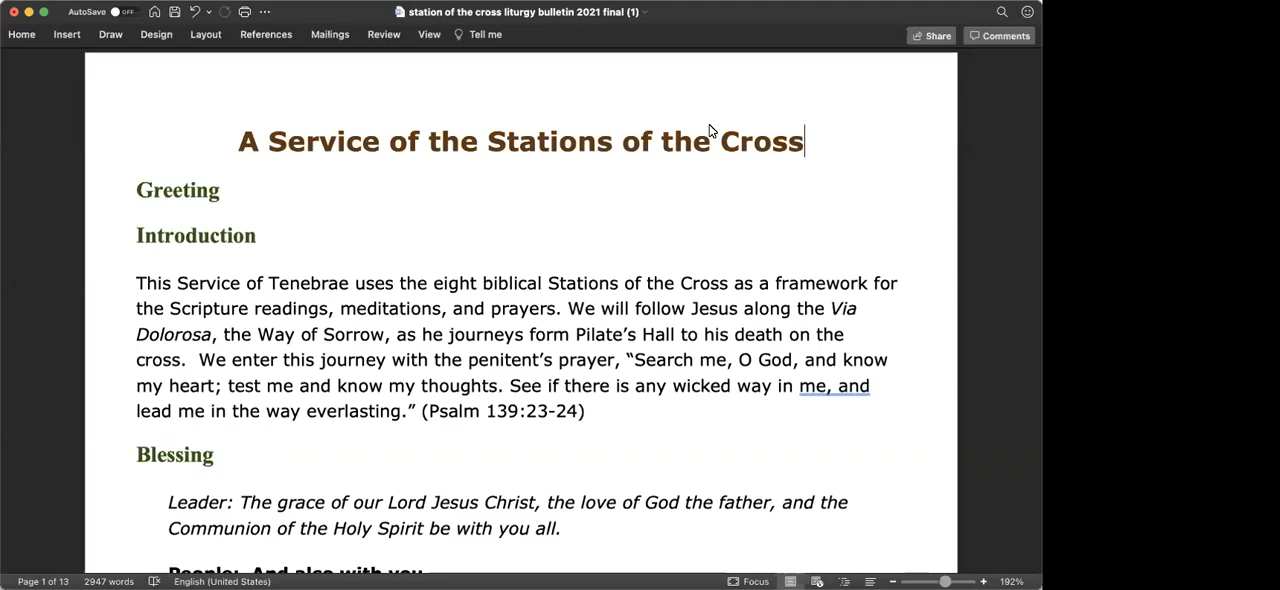 AutoSave OFF station of the cross liturgy bulletin 2021 final (1)
Home Insert Draw Design Layout References Mailings Review View Tell me Share Comments
A Service of the Stations of the Cross
Greeting
Introduction
This Service of Tenebrae uses the eight biblical Stations of the Cross as a framework for
the Scripture readings, meditations, and prayers. We will follow Jesus along the Via
Dolorosa, the Way of Sorrow, as he journeys form Pilate’s Hall to his death on the
cross. We enter this journey with the penitent’s prayer, “Search me, O God, and know
my heart; test me and know my thoughts. See if there is any wicked way in me, and
lead me in the way everlasting.” (Psalm 139:23-24)
Blessing
Leader: The grace of our Lord Jesus Christ, the love of God the father, and the
Communion of the Holy Spirit be with you all.
People: And also with you
Page 1 of 13 2947 words English (United States) Focus 192%